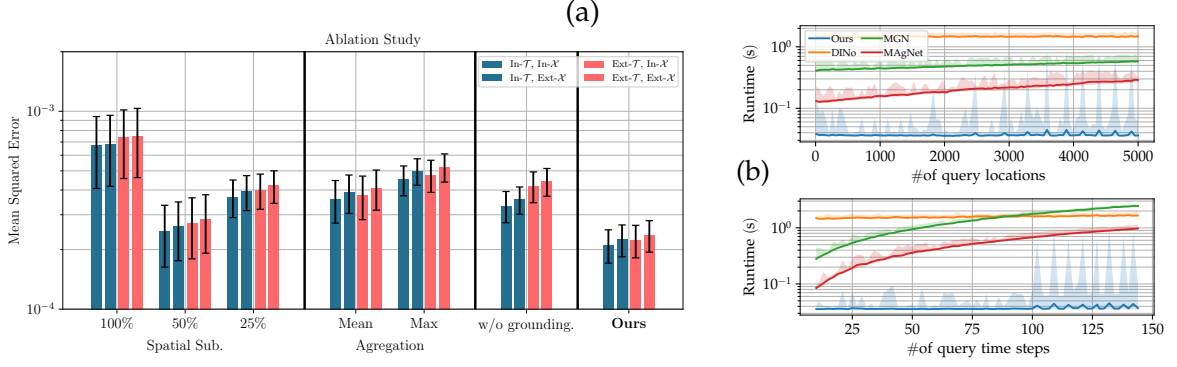 (a)
Ablation Study
In-𝒯, In-𝒳
In-𝒯, Ext-𝒳
Ext-𝒯, In-𝒳
Ext-𝒯, Ext-𝒳
Mean Squared Error
10⁻³
10⁻⁴
100%
50%
25%
Mean
Max
w/o grounding.
Ours
Spatial Sub.
Agregation
Ours
DINo
MGN
MAgNet
Runtime (s)
10⁰
10⁻¹
0
1000
2000
3000
4000
5000
#of query locations
(b)
Runtime (s)
10⁰
10⁻¹
25
50
75
100
125
150
#of query time steps